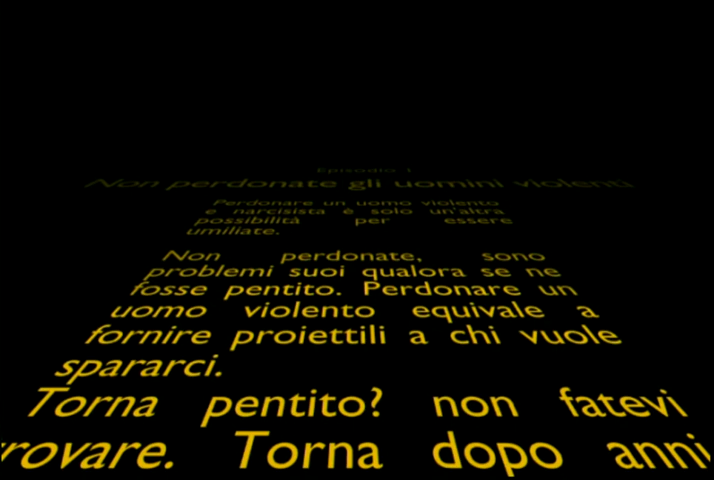 Episodio 1
Non perdonate gli uomini violenti
Perdonare un uomo violento
e narcisista è solo un'altra
possibilità per essere
umiliate.
Non perdonate, sono
problemi suoi qualora se ne
fosse pentito. Perdonare un
uomo violento equivale a
fornire proiettili a chi vuole
spararci.
Torna pentito? non fatevi
rovare. Torna dopo anni